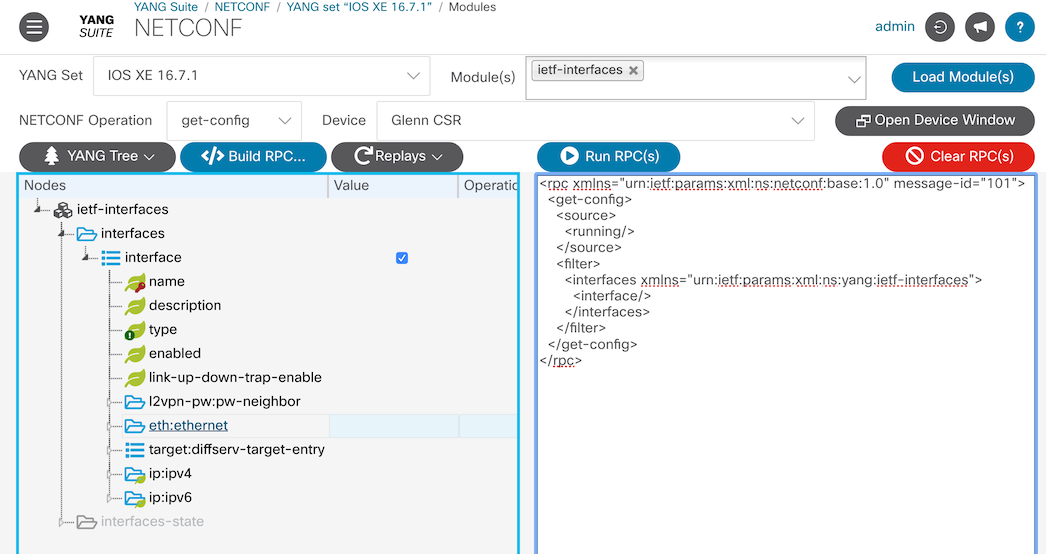 YANG Suite / NETCONF / YANG set “IOS XE 16.7.1” / Modules
YANG SUITE
NETCONF
admin
?
YANG Set
IOS XE 16.7.1
Module(s)
ietf-interfaces ×
Load Module(s)
NETCONF Operation
get-config
Device
Glenn CSR
Open Device Window
YANG Tree
</> Build RPC...
Replays
Run RPC(s)
Clear RPC(s)
Nodes Value Operatio
ietf-interfaces
interfaces
interface
name
description
type
enabled
link-up-down-trap-enable
l2vpn-pw:pw-neighbor
eth:ethernet
target:diffserv-target-entry
ip:ipv4
ip:ipv6
interfaces-state
<rpc xmlns="urn:ietf:params:xml:ns:netconf:base:1.0" message-id="101">
<get-config>
<source>
<running/>
</source>
<filter>
<interfaces xmlns="urn:ietf:params:xml:ns:yang:ietf-interfaces">
<interface/>
</interfaces>
</filter>
</get-config>
</rpc>